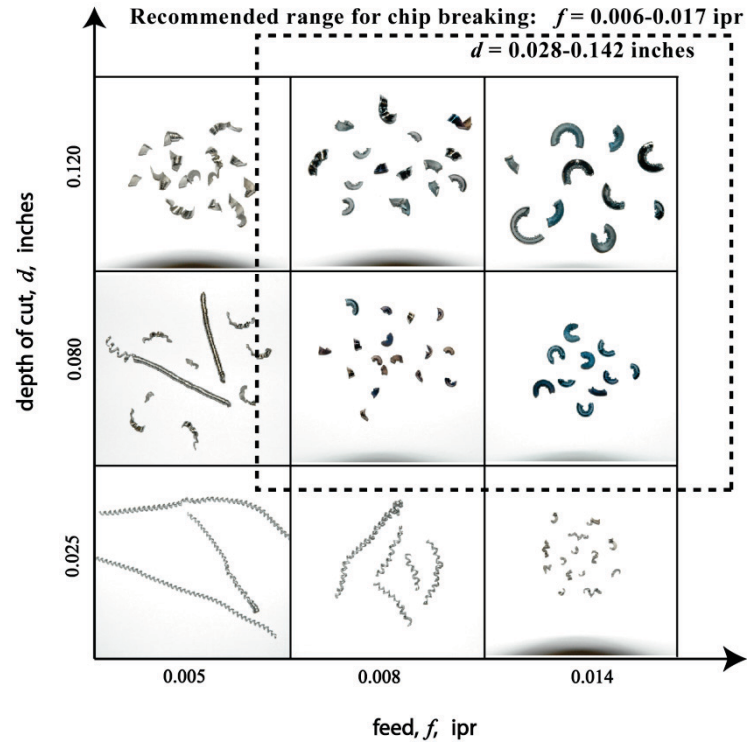 Recommended range for chip breaking: f = 0.006-0.017 ipr
d = 0.028-0.142 inches
depth of cut, d, inches
0.120
0.080
0.025
0.005 0.008 0.014
feed, f, ipr